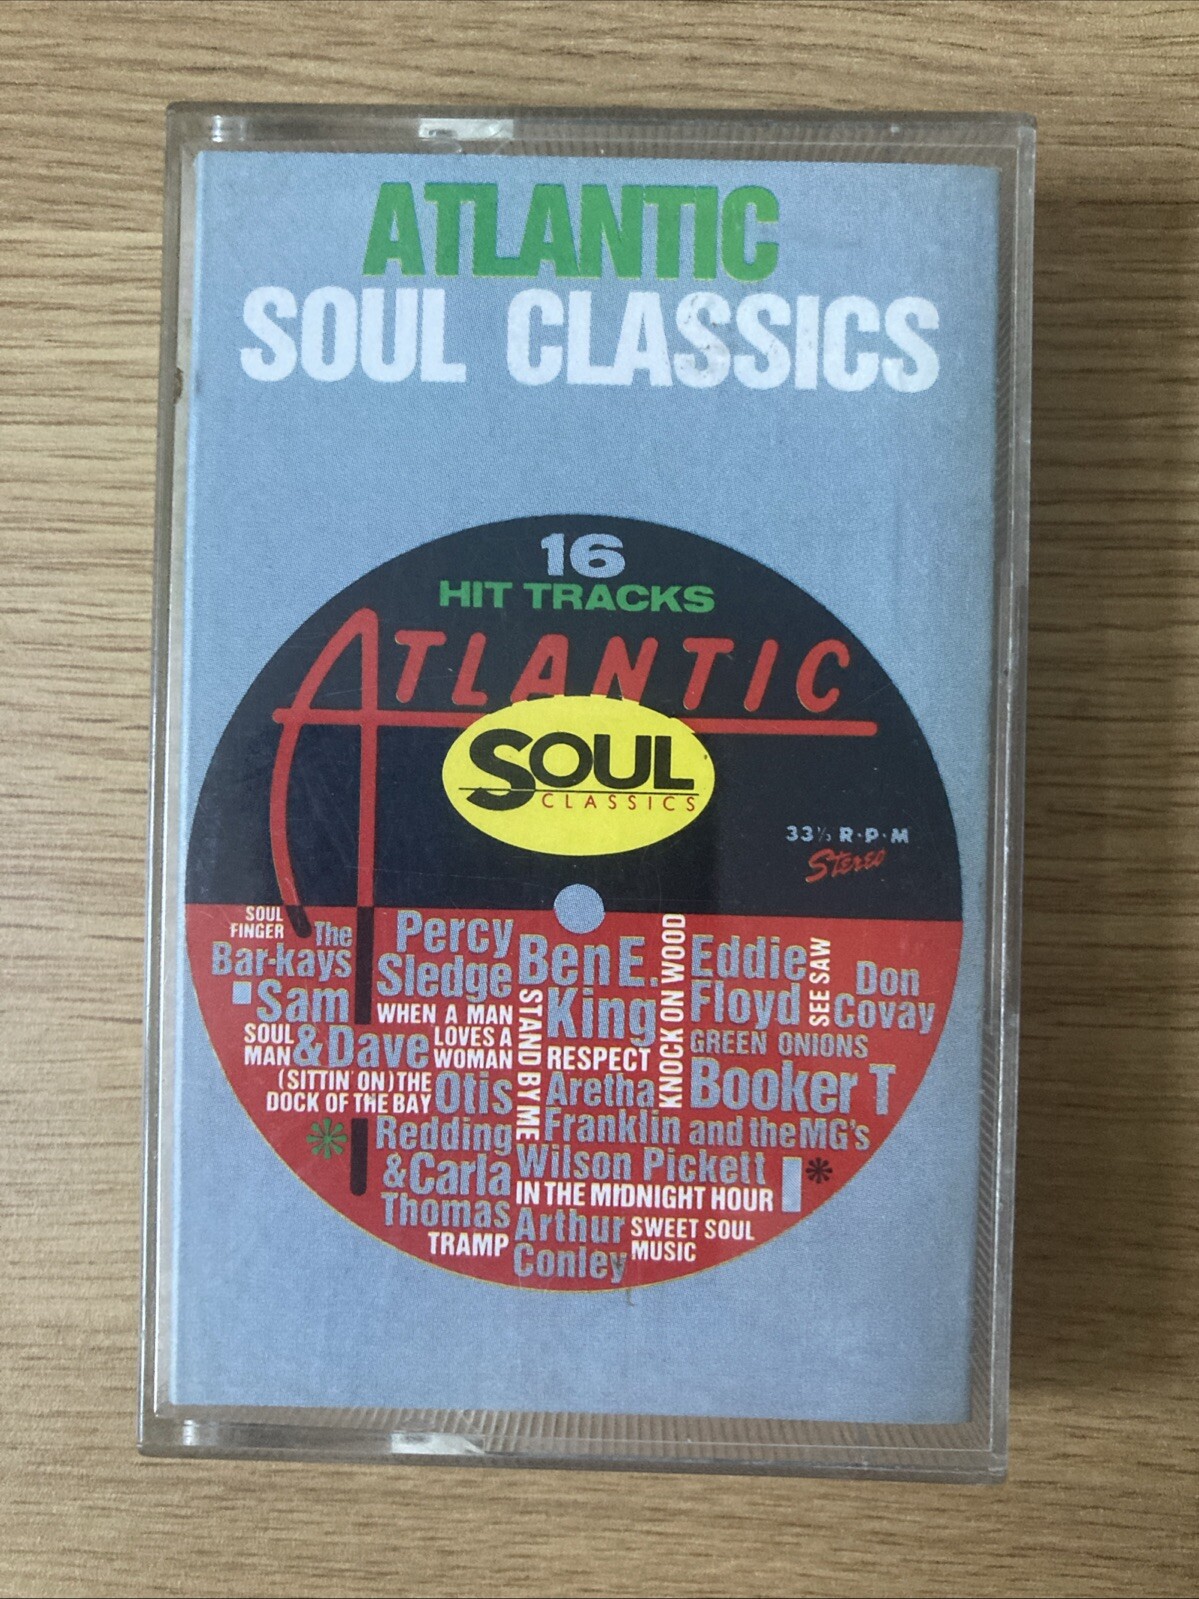 ATLANTIC
SOUL CLASSICS
16
HIT TRACKS
ATLANTIC
SOUL
CLASSICS
33⅓ R·P·M
Stereo
SOUL
FINGER
The
Bar-kays
Sam
& Dave
SOUL
MAN
(SITTIN' ON) THE
DOCK OF THE BAY
Percy
Sledge
WHEN A MAN
LOVES A
WOMAN
Otis
Redding
& Carla
Thomas
TRAMP
Ben E.
King
STAND BY ME
RESPECT
Aretha
Franklin
KNOCK ON WOOD
Eddie
Floyd
SEE SAW
Don
Covay
GREEN ONIONS
Booker T
and the MG's
Wilson Pickett
IN THE MIDNIGHT HOUR
Arthur
Conley
SWEET SOUL
MUSIC